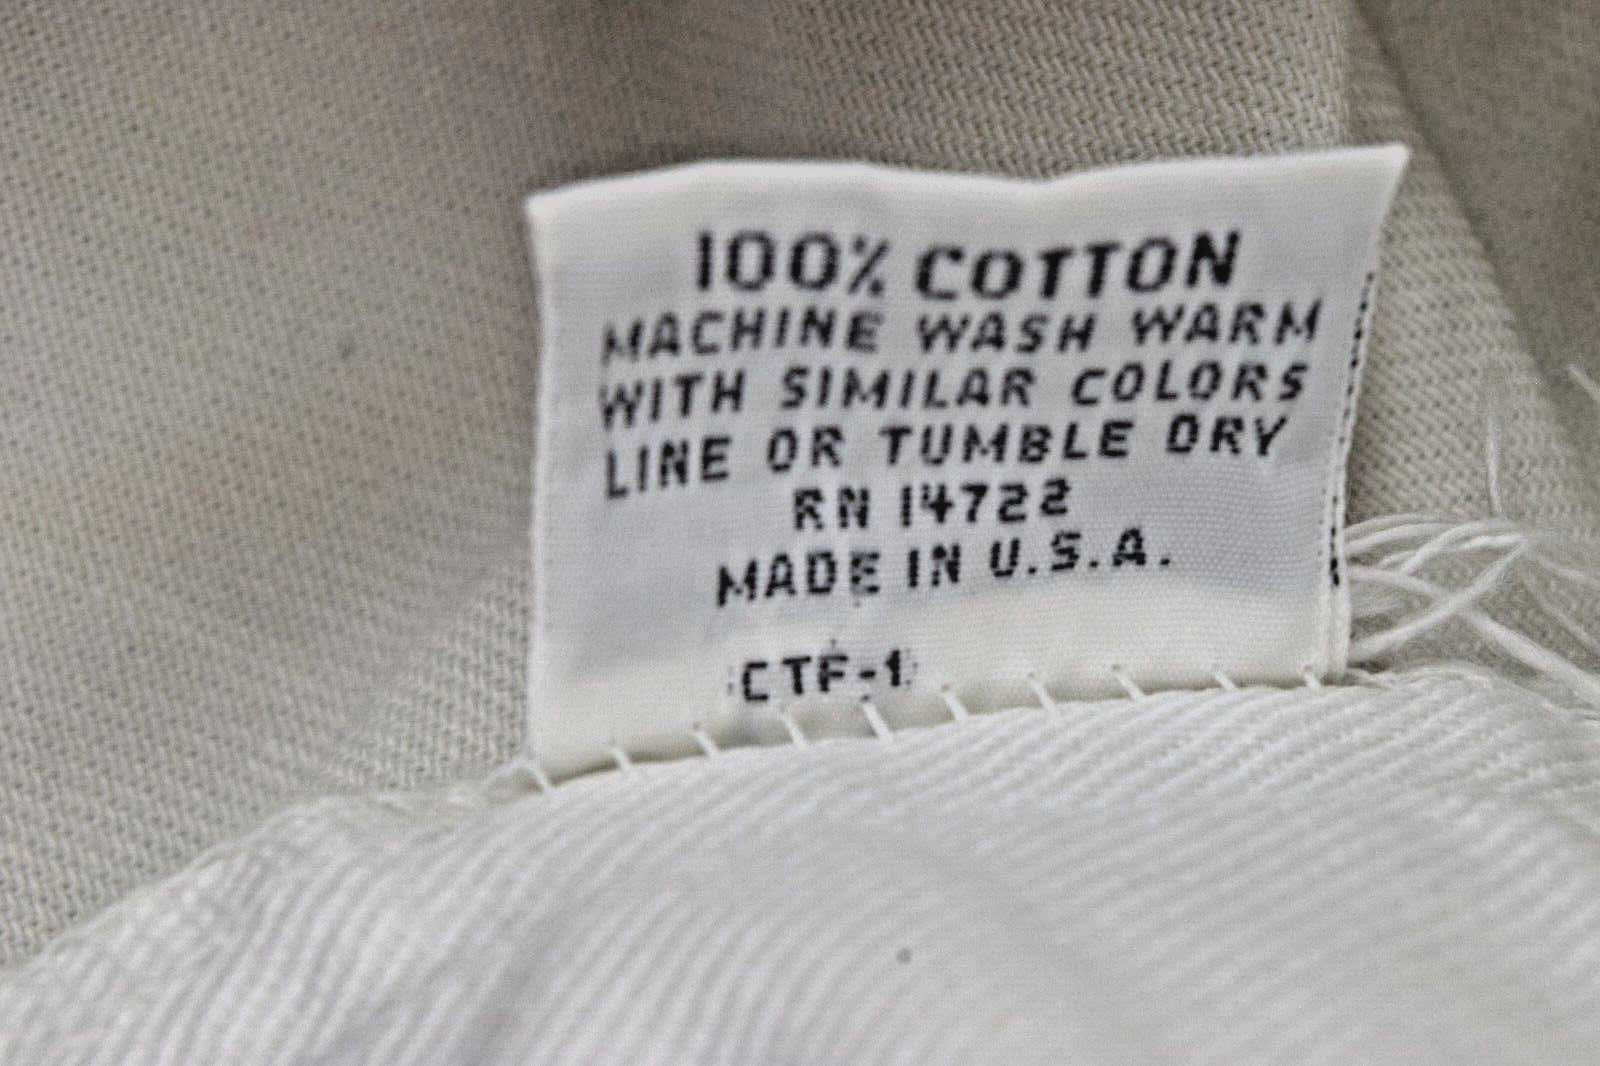 100% COTTON
MACHINE WASH WARM
WITH SIMILAR COLORS
LINE OR TUMBLE DRY
RN 14722
MADE IN U.S.A.
CTF-1